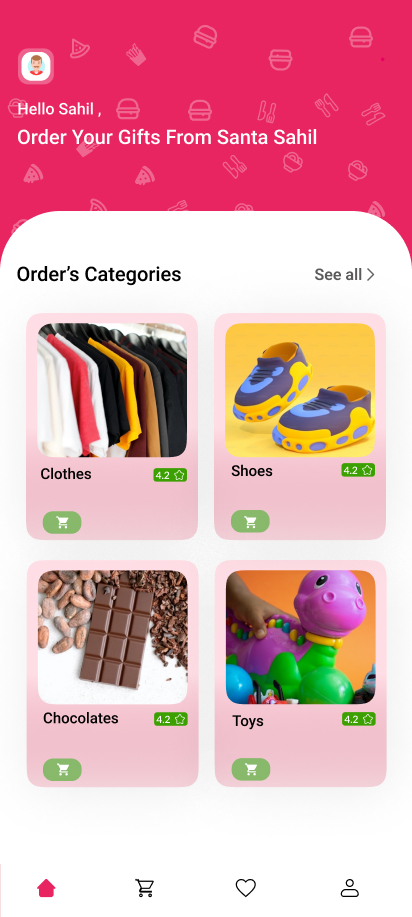 Hello Sahil ,
Order Your Gifts From Santa Sahil
Order’s Categories
See all
Clothes
4.2
Shoes
4.2
Chocolates
4.2
Toys
4.2